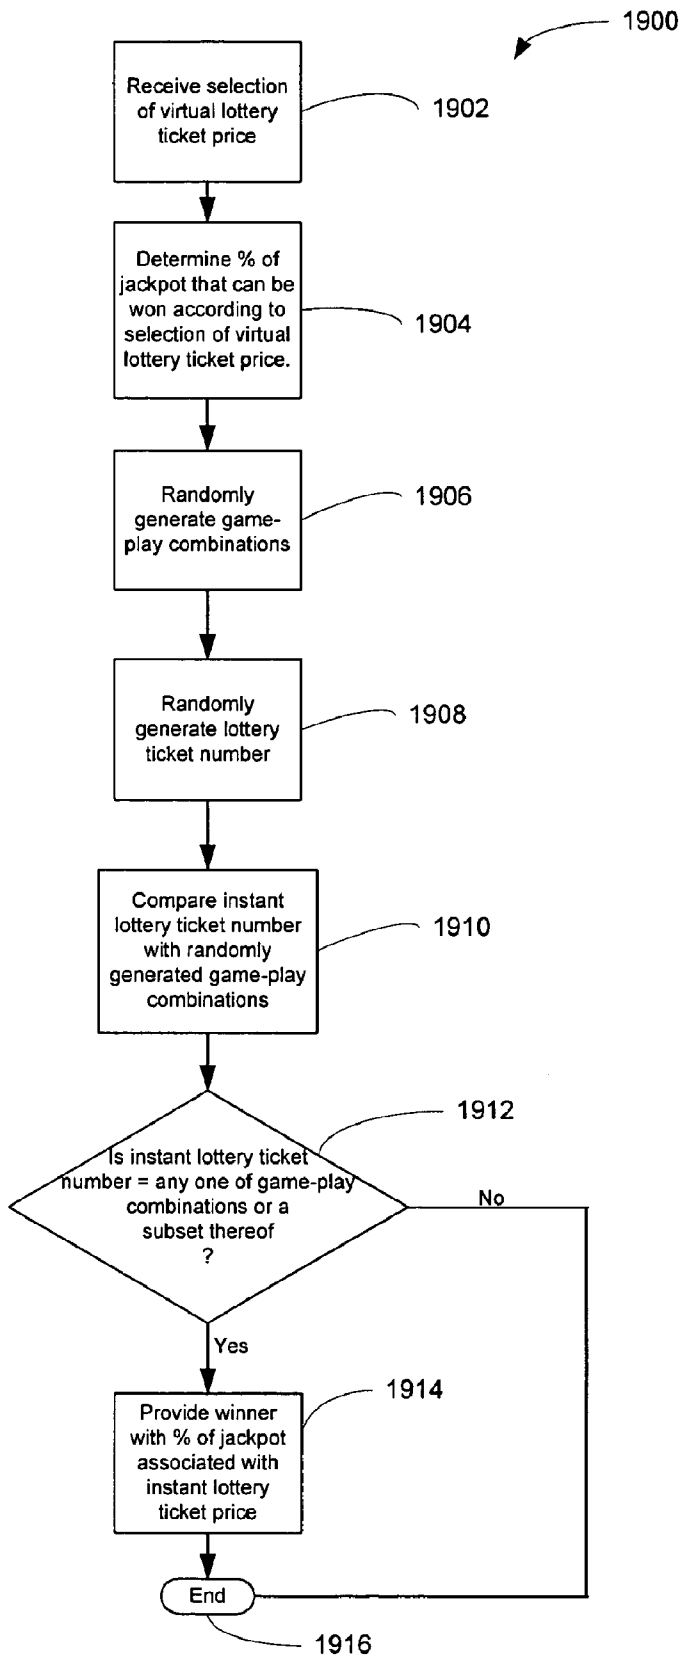 1900
Receive selection
of virtual lottery
ticket price
1902
Determine % of
jackpot that can be
won according to
selection of virtual
lottery ticket price.
1904
Randomly
generate game-
play combinations
1906
Randomly
generate lottery
ticket number
1908
Compare instant
lottery ticket number
with randomly
generated game-play
combinations
1910
1912
Is instant lottery ticket
number = any one of game-play
combinations or a
subset thereof
?
No
Yes
1914
Provide winner
with % of jackpot
associated with
instant lottery
ticket price
End
1916